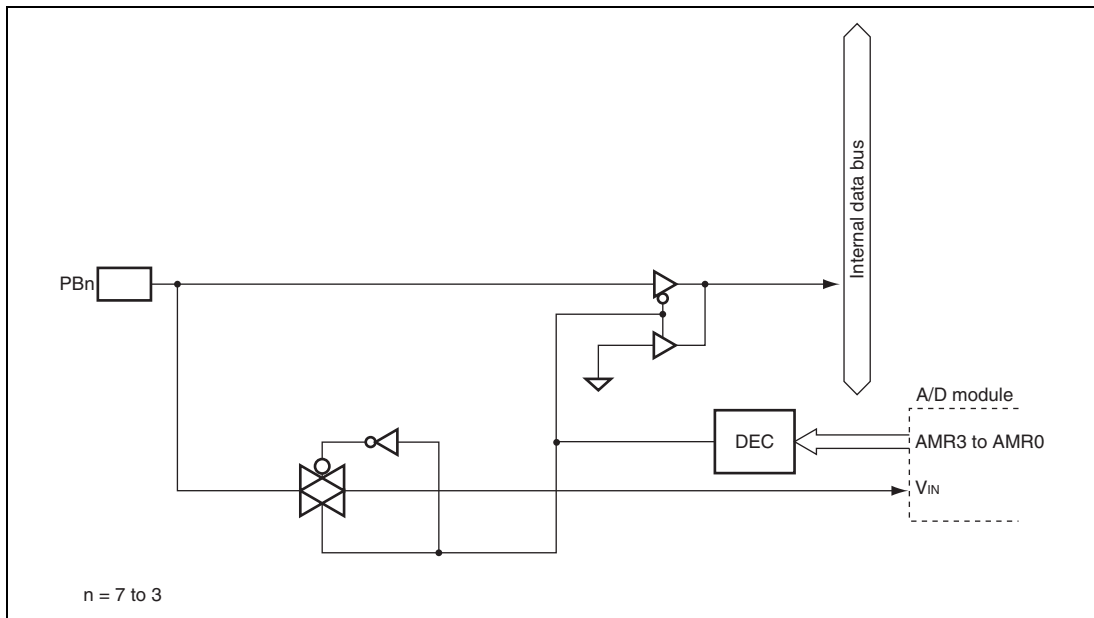 Internal data bus
PBn
A/D module
DEC
AMR3 to AMR0
VIN
n = 7 to 3